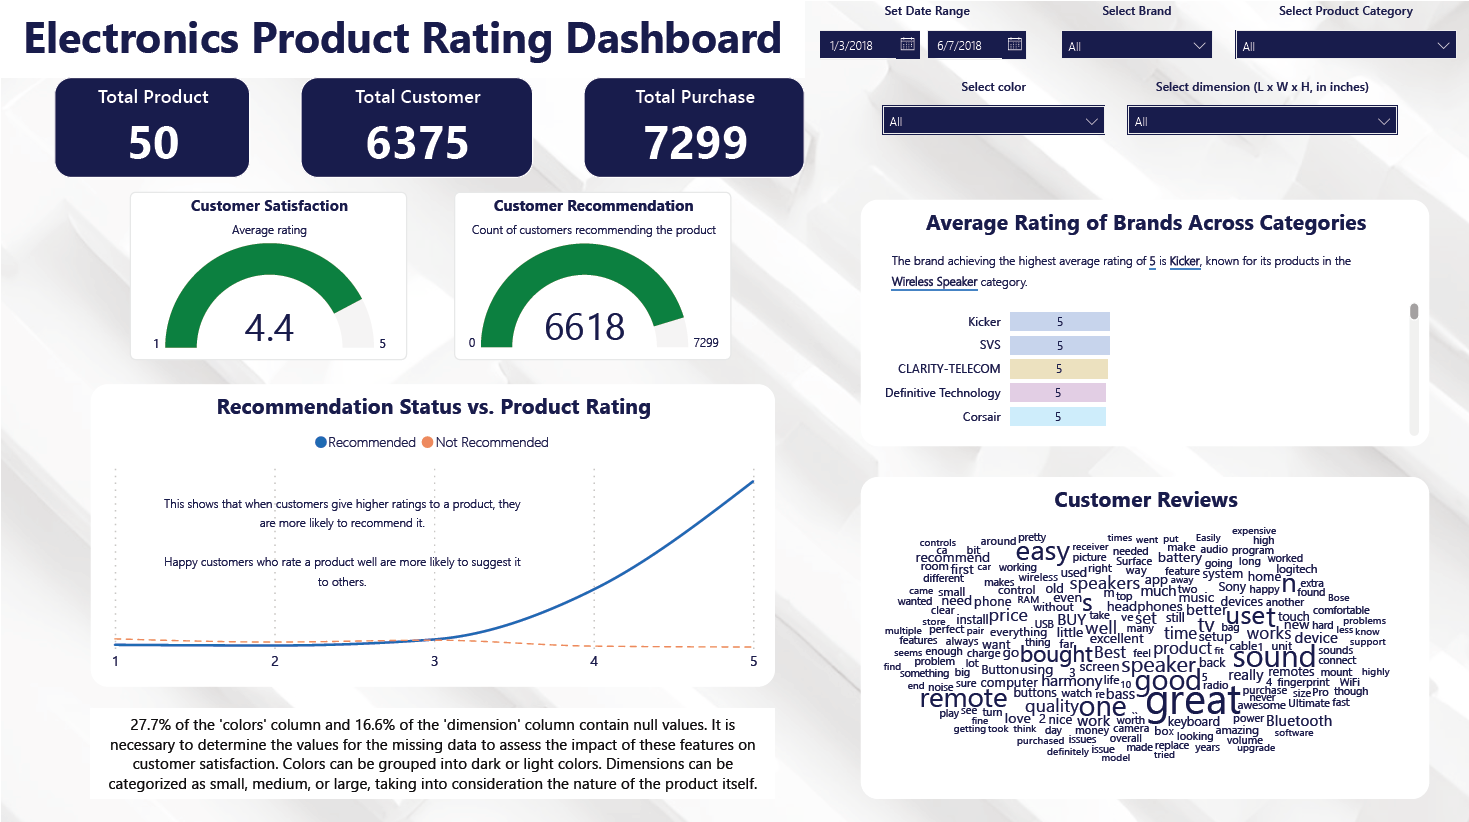 Electronics Product Rating Dashboard
Set Date Range
Select Brand
Select Product Category
1/3/2018
6/7/2018
All
All
Select color
Select dimension (L x W x H, in inches)
All
All
Total Product
50
Total Customer
6375
Total Purchase
7299
Customer Satisfaction
Average rating
4.4
1
5
Customer Recommendation
Count of customers recommending the product
6618
0
7299
Average Rating of Brands Across Categories
The brand achieving the highest average rating of 5 is Kicker, known for its products in the
Wireless Speaker category.
Kicker 5
SVS 5
CLARITY-TELECOM 5
Definitive Technology 5
Corsair 5
Recommendation Status vs. Product Rating
Recommended Not Recommended
This shows that when customers give higher ratings to a product, they
are more likely to recommend it.
Happy customers who rate a product well are more likely to suggest it
to others.
1 2 3 4 5
27.7% of the 'colors' column and 16.6% of the 'dimension' column contain null values. It is
necessary to determine the values for the missing data to assess the impact of these features on
customer satisfaction. Colors can be grouped into dark or light colors. Dimensions can be
categorized as small, medium, or large, taking into consideration the nature of the product itself.
Customer Reviews
expensive
controls around pretty times went put Easily high
ca bit easy receiver needed make audio program
recommend picture Surface battery going long worked
room first car working used right way feature system home logitech
different makes wireless speakers app away Sony happy n extra
came small control old m top much two found
wanted need phone RAM even s music devices another Bose
clear without headphones better comfortable
store install price USB BUY take ve set still tv bag uset touch problems
multiple perfect pair everything little well many time setup works new hard less know
features always want thing far excellent cable1 unit device support
seems enough charge go bought Best feel product fit sound sounds
find problem lot Button using 3 screen speaker back connect
something big good 5 really remotes mount highly
end noise sure computer harmony life 10 radio 4 fingerprint WiFi
remote buttons watch re bass great purchase never size Pro though
play see turn quality one awesome Ultimate fast
fine love 2 nice work worth keyboard power Bluetooth
getting took think day money camera box looking amazing software
purchased issues overall volume
definitely issue made replace years upgrade
model tried